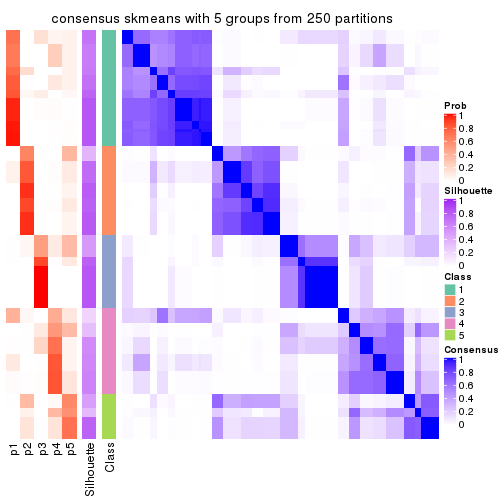 consensus skmeans with 5 groups from 250 partitions
Prob
1
0.8
0.6
0.4
0.2
0
Silhouette
1
0.8
0.6
0.4
0.2
0
Class
1
2
3
4
5
Consensus
1
0.8
0.6
0.4
0.2
0
p1
p2
p3
p4
p5
Silhouette
Class